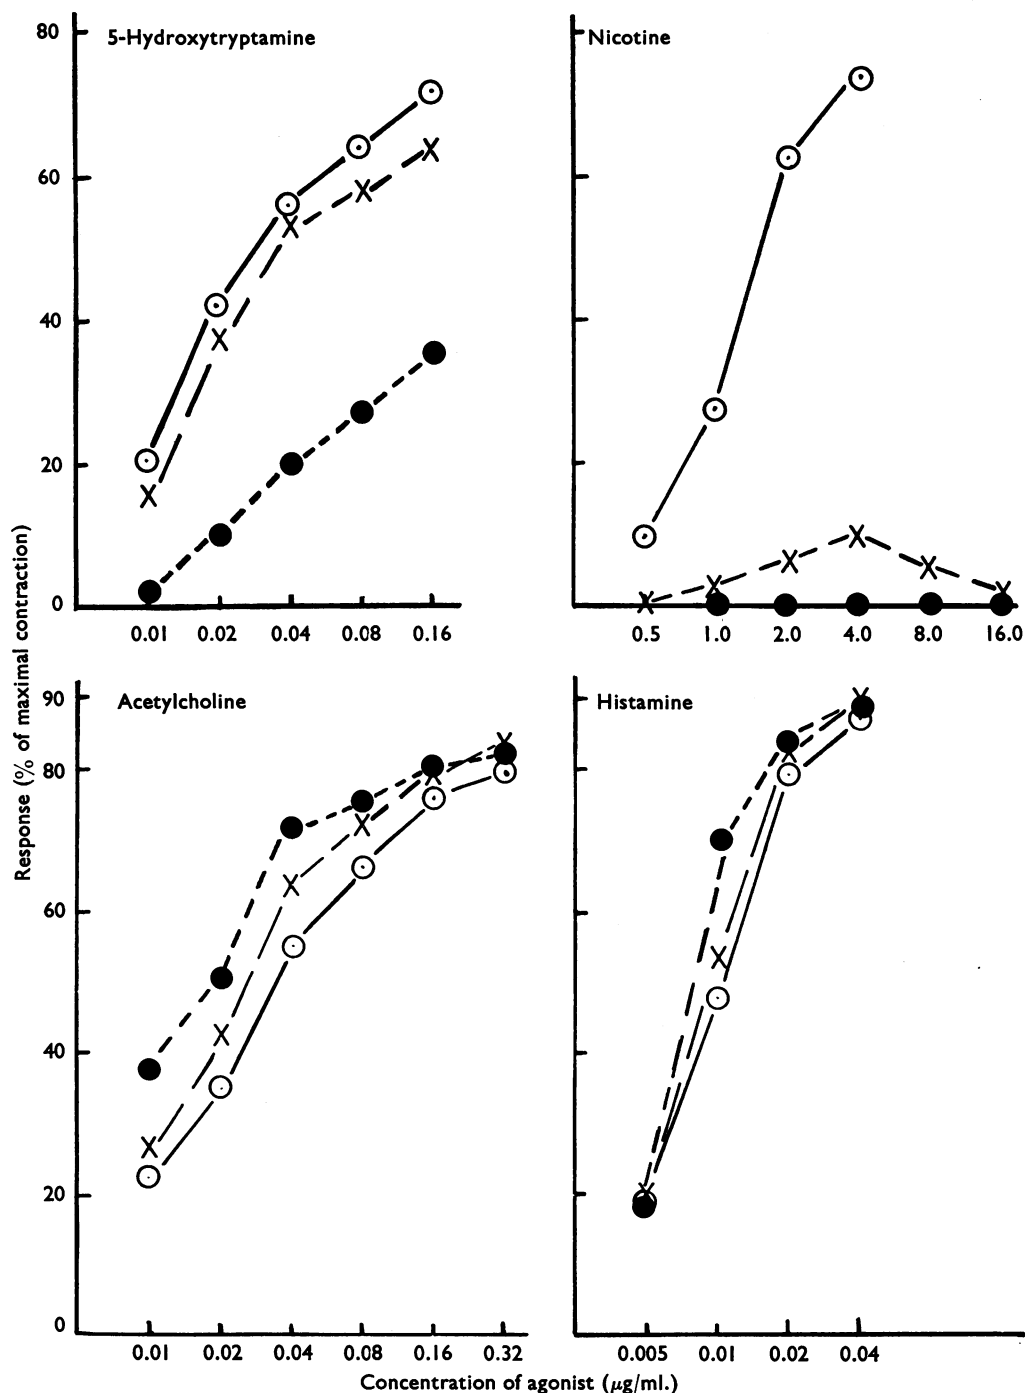 5-Hydroxytryptamine
80
60
40
20
0
0.01 0.02 0.04 0.08 0.16
Nicotine
0.5 1.0 2.0 4.0 8.0 16.0
Response (% of maximal contraction)
Acetylcholine
90
80
60
40
20
0
0.01 0.02 0.04 0.08 0.16 0.32
Histamine
0.005 0.01 0.02 0.04
Concentration of agonist (μg/ml.)